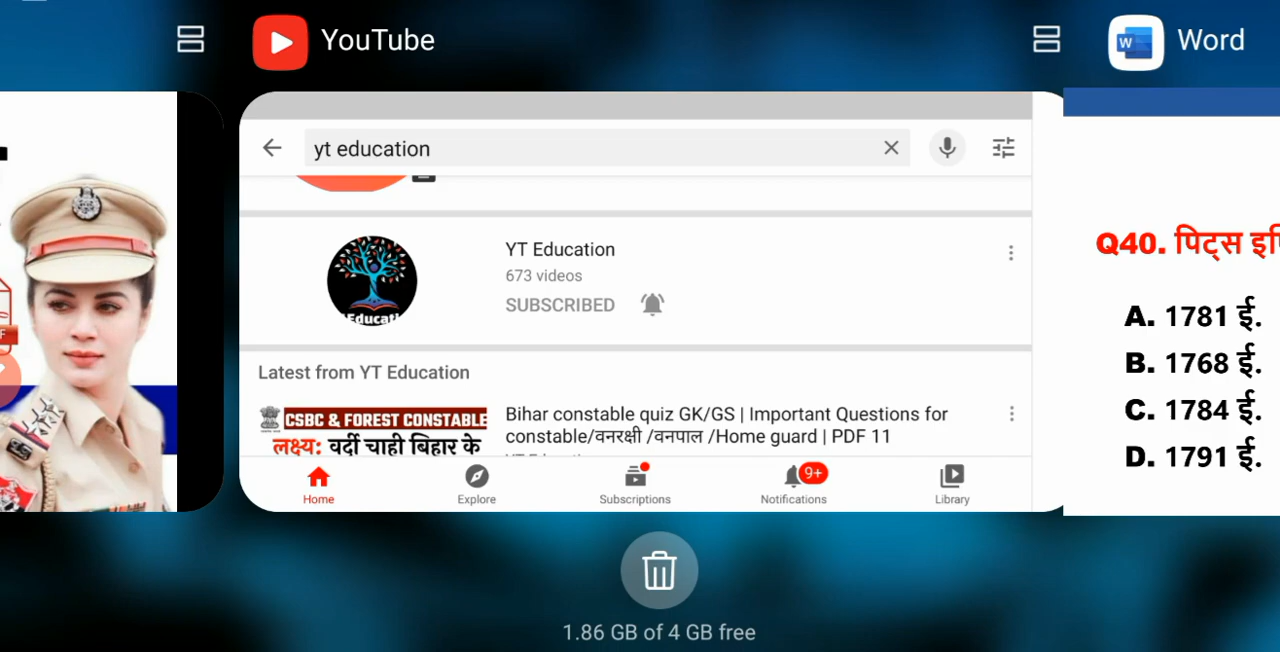 YouTube
Word
yt education
YT Education
673 videos
SUBSCRIBED
Latest from YT Education
CSBC & FOREST CONSTABLE
लक्ष्य: वर्दी चाही बिहार के
Bihar constable quiz GK/GS | Important Questions for
constable/वनरक्षी /वनपाल /Home guard | PDF 11
Home
Explore
Subscriptions
9+
Notifications
Library
Q40. पिट्स
A. 1781 ई.
B. 1768 ई.
C. 1784 ई.
D. 1791 ई.
1.86 GB of 4 GB free